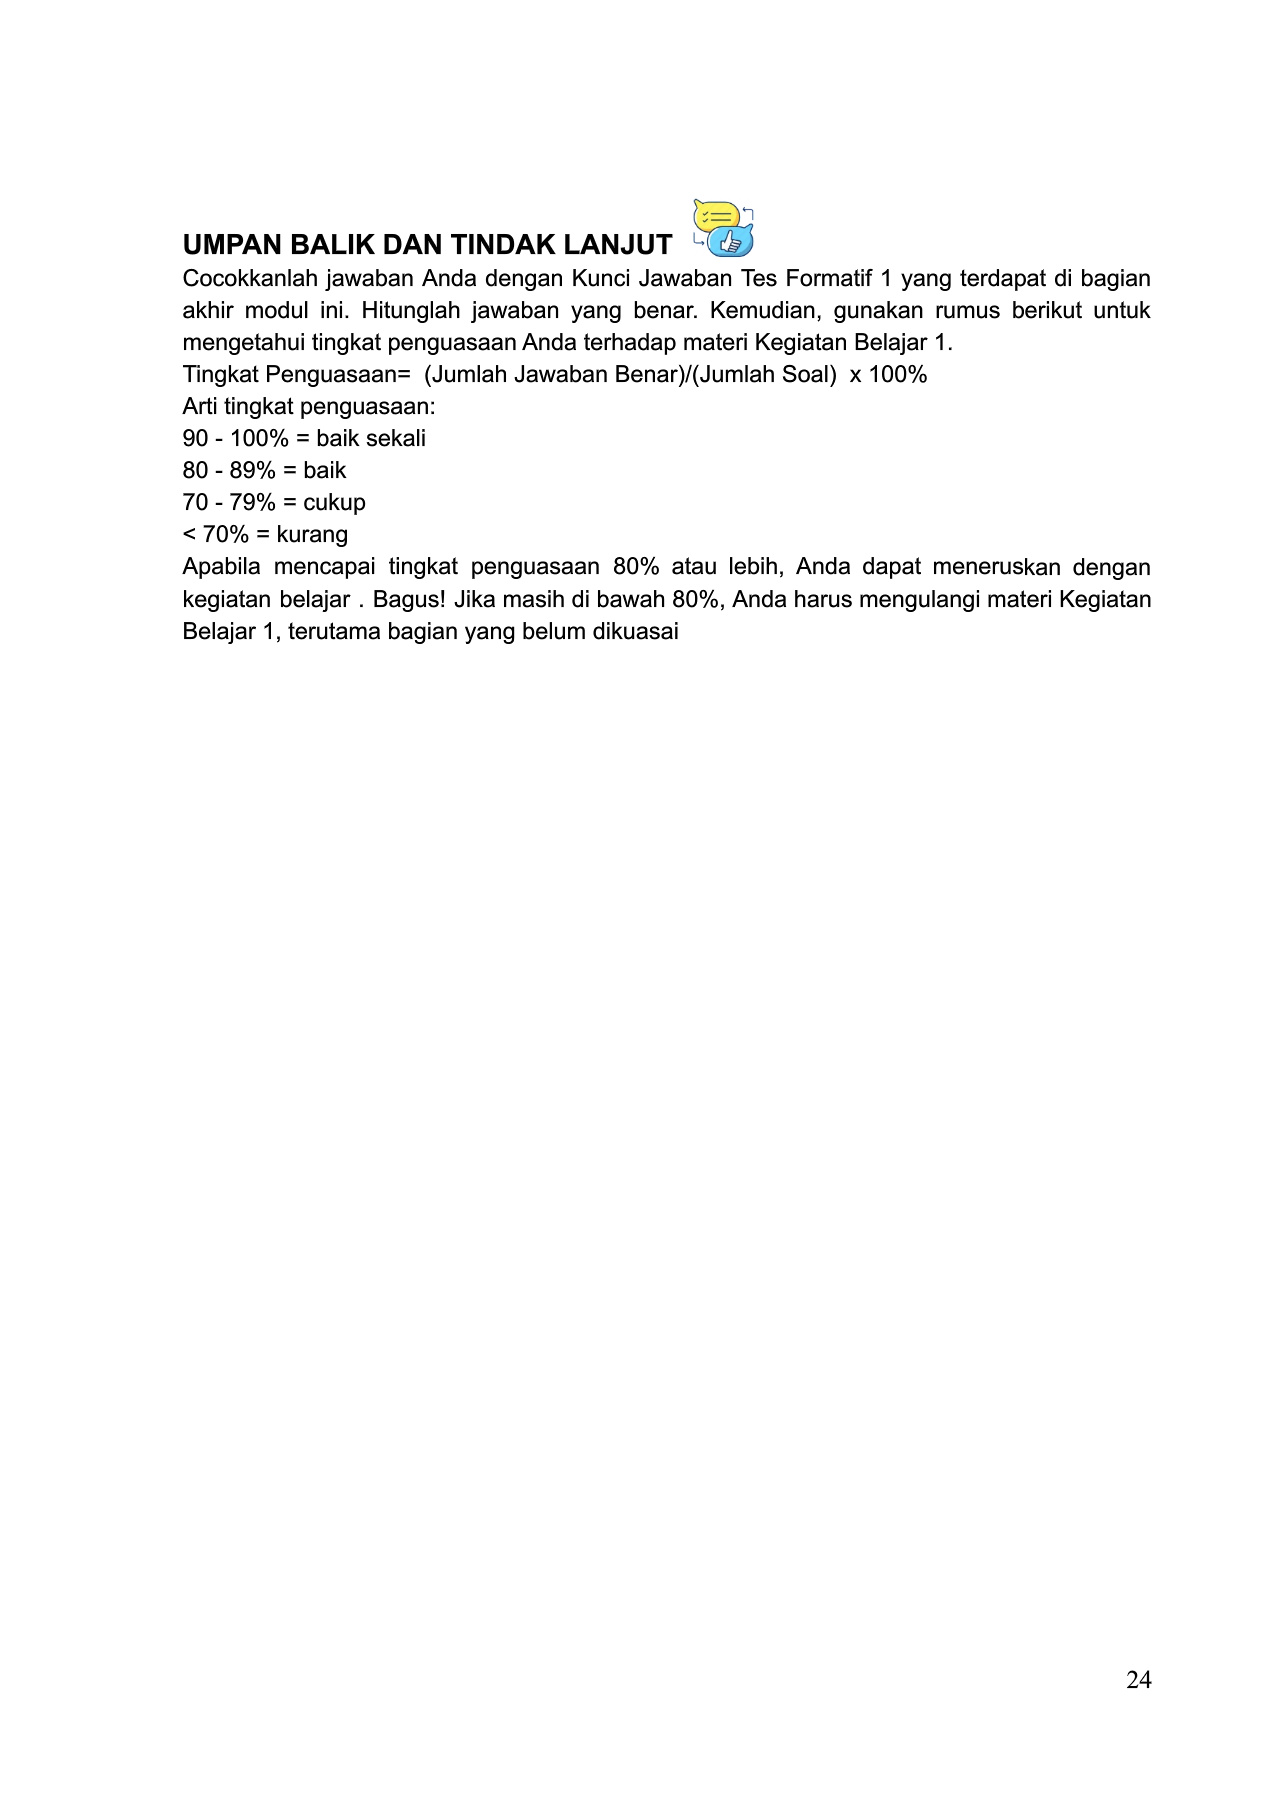 UMPAN BALIK DAN TINDAK LANJUT
Cocokkanlah jawaban Anda dengan Kunci Jawaban Tes Formatif 1 yang terdapat di bagian
akhir modul ini. Hitunglah jawaban yang benar. Kemudian, gunakan rumus berikut untuk
mengetahui tingkat penguasaan Anda terhadap materi Kegiatan Belajar 1.
Tingkat Penguasaan=  (Jumlah Jawaban Benar)/(Jumlah Soal)  x 100%
Arti tingkat penguasaan:
90 - 100% = baik sekali
80 - 89% = baik
70 - 79% = cukup
< 70% = kurang
Apabila mencapai tingkat penguasaan 80% atau lebih, Anda dapat meneruskan dengan
kegiatan belajar . Bagus! Jika masih di bawah 80%, Anda harus mengulangi materi Kegiatan
Belajar 1, terutama bagian yang belum dikuasai
24